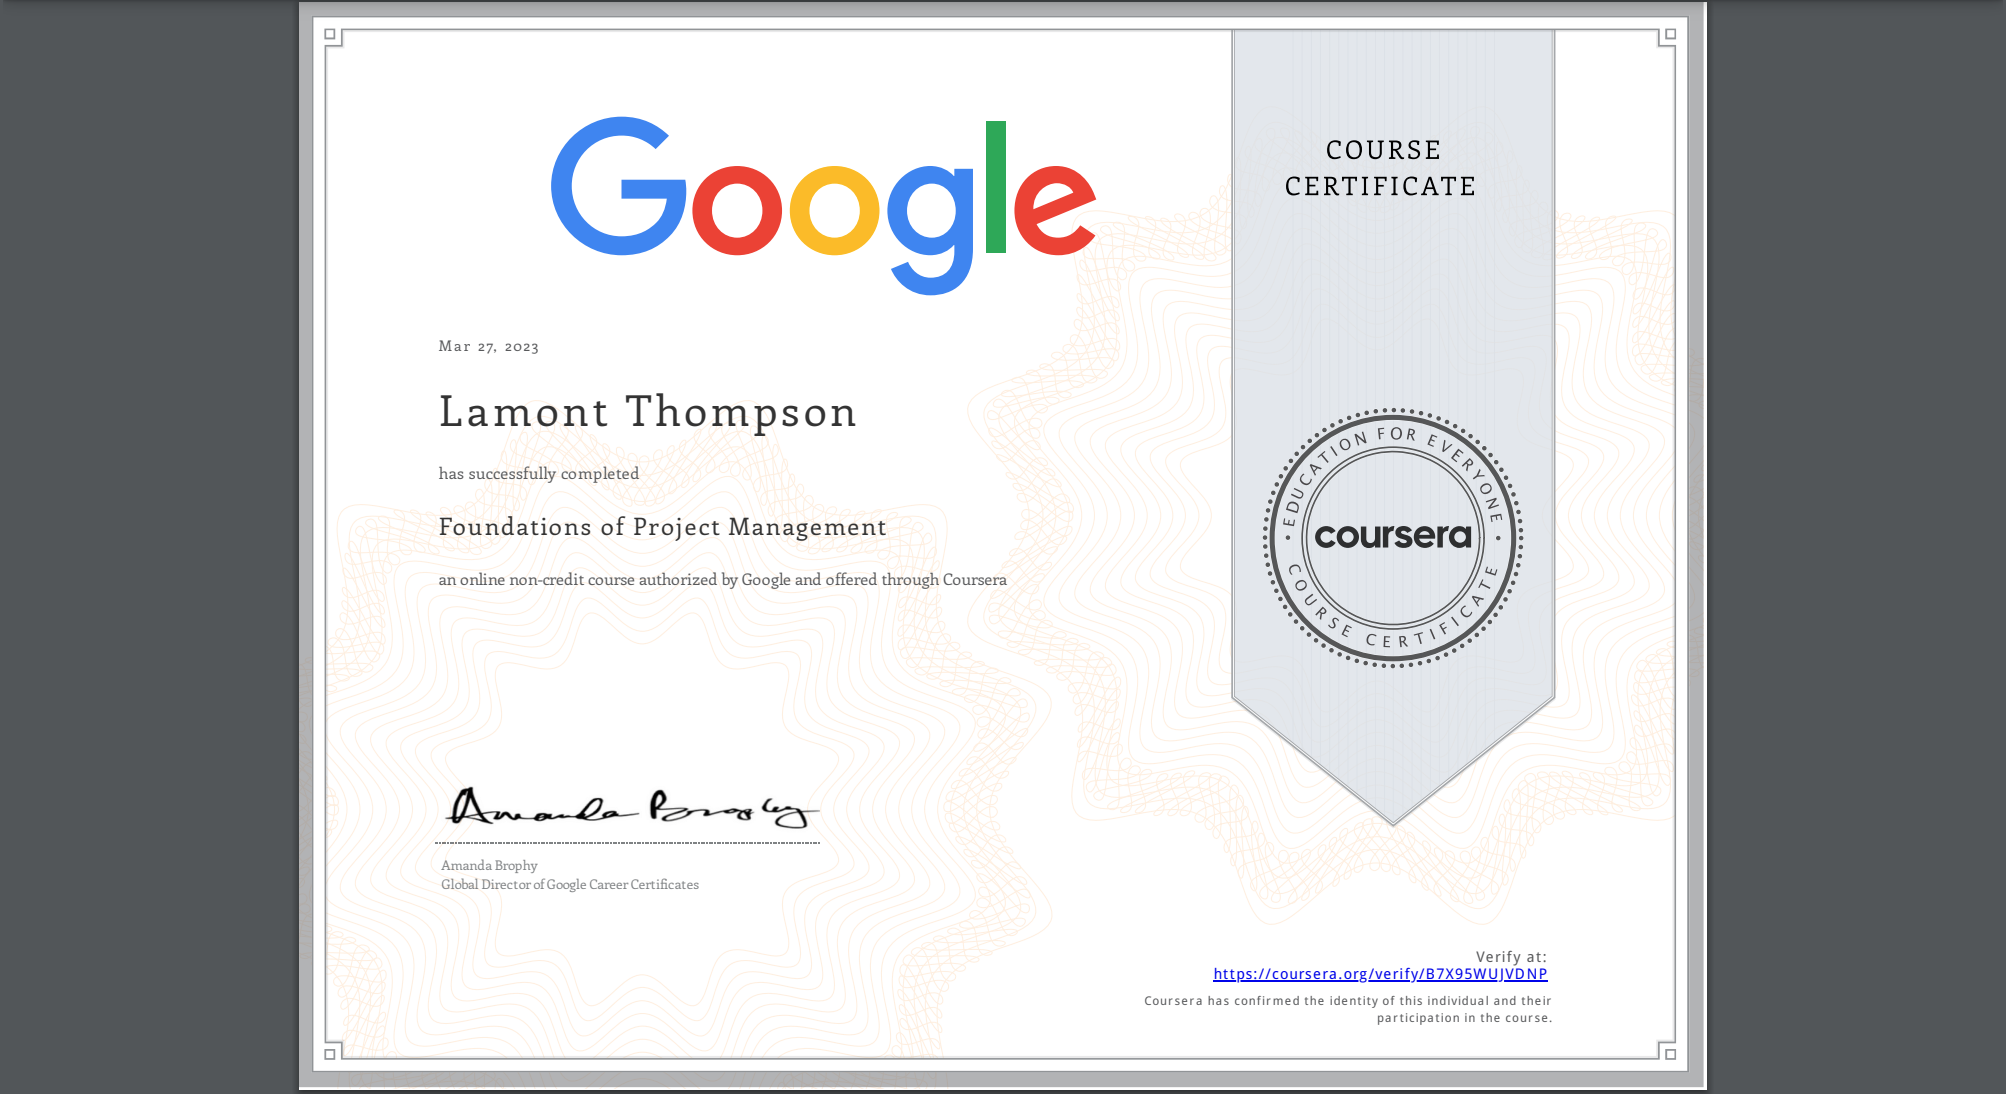 Google
COURSE
CERTIFICATE
Mar 27, 2023
Lamont Thompson
has successfully completed
Foundations of Project Management
an online non-credit course authorized by Google and offered through Coursera
EDUCATION FOR EVERYONE
coursera
COURSE CERTIFICATE
Amanda Brophy
Amanda Brophy
Global Director of Google Career Certificates
Verify at:
https://coursera.org/verify/B7X95WUJVDNP
Coursera has confirmed the identity of this individual and their
participation in the course.